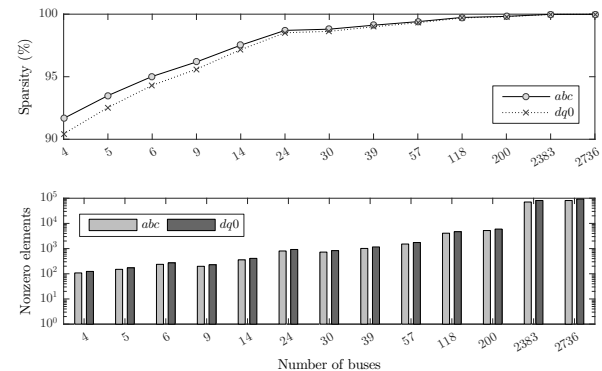 100
95
90
Sparsity (%)
abc
dq0
4 5 6 9 14 24 30 39 57 118 200 2383 2736
10^5
10^4
10^3
10^2
10^1
10^0
Nonzero elements
abc dq0
4 5 6 9 14 24 30 39 57 118 200 2383 2736
Number of buses